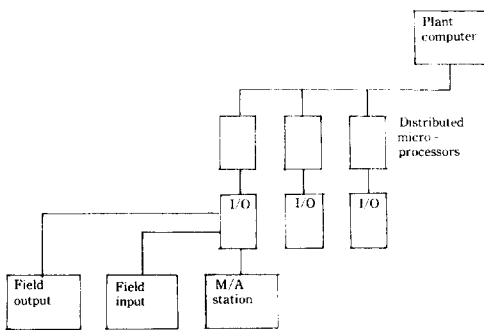 Plant
computer
Distributed
micro-
processors
I/O
I/O
I/O
Field
output
Field
input
M/A
station